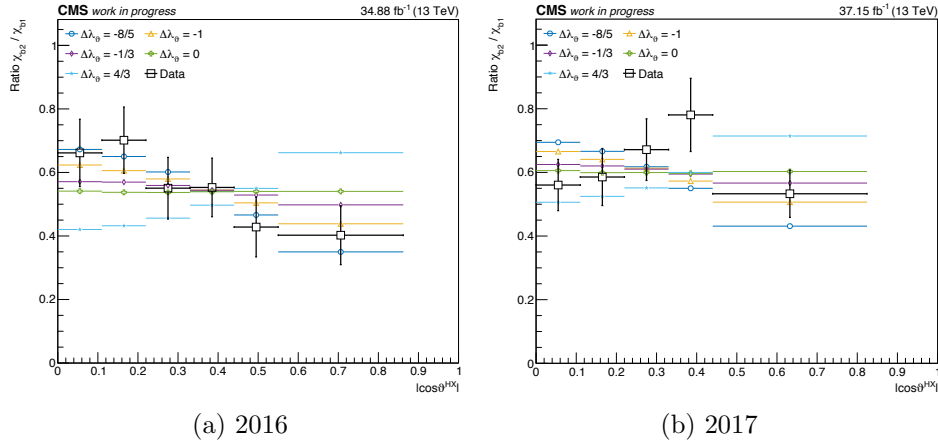 CMS work in progress
34.88 fb⁻¹ (13 TeV)
Ratio χb2 / χb1
Δλϑ = -8/5
Δλϑ = -1
Δλϑ = -1/3
Δλϑ = 0
Δλϑ = 4/3
Data
1
0.8
0.6
0.4
0.2
0
0 0.1 0.2 0.3 0.4 0.5 0.6 0.7 0.8 0.9 1
|cosϑᴴˣ|
(a) 2016
CMS work in progress
37.15 fb⁻¹ (13 TeV)
Ratio χb2 / χb1
Δλϑ = -8/5
Δλϑ = -1
Δλϑ = -1/3
Δλϑ = 0
Δλϑ = 4/3
Data
1
0.8
0.6
0.4
0.2
0
0 0.1 0.2 0.3 0.4 0.5 0.6 0.7 0.8 0.9 1
|cosϑᴴˣ|
(b) 2017